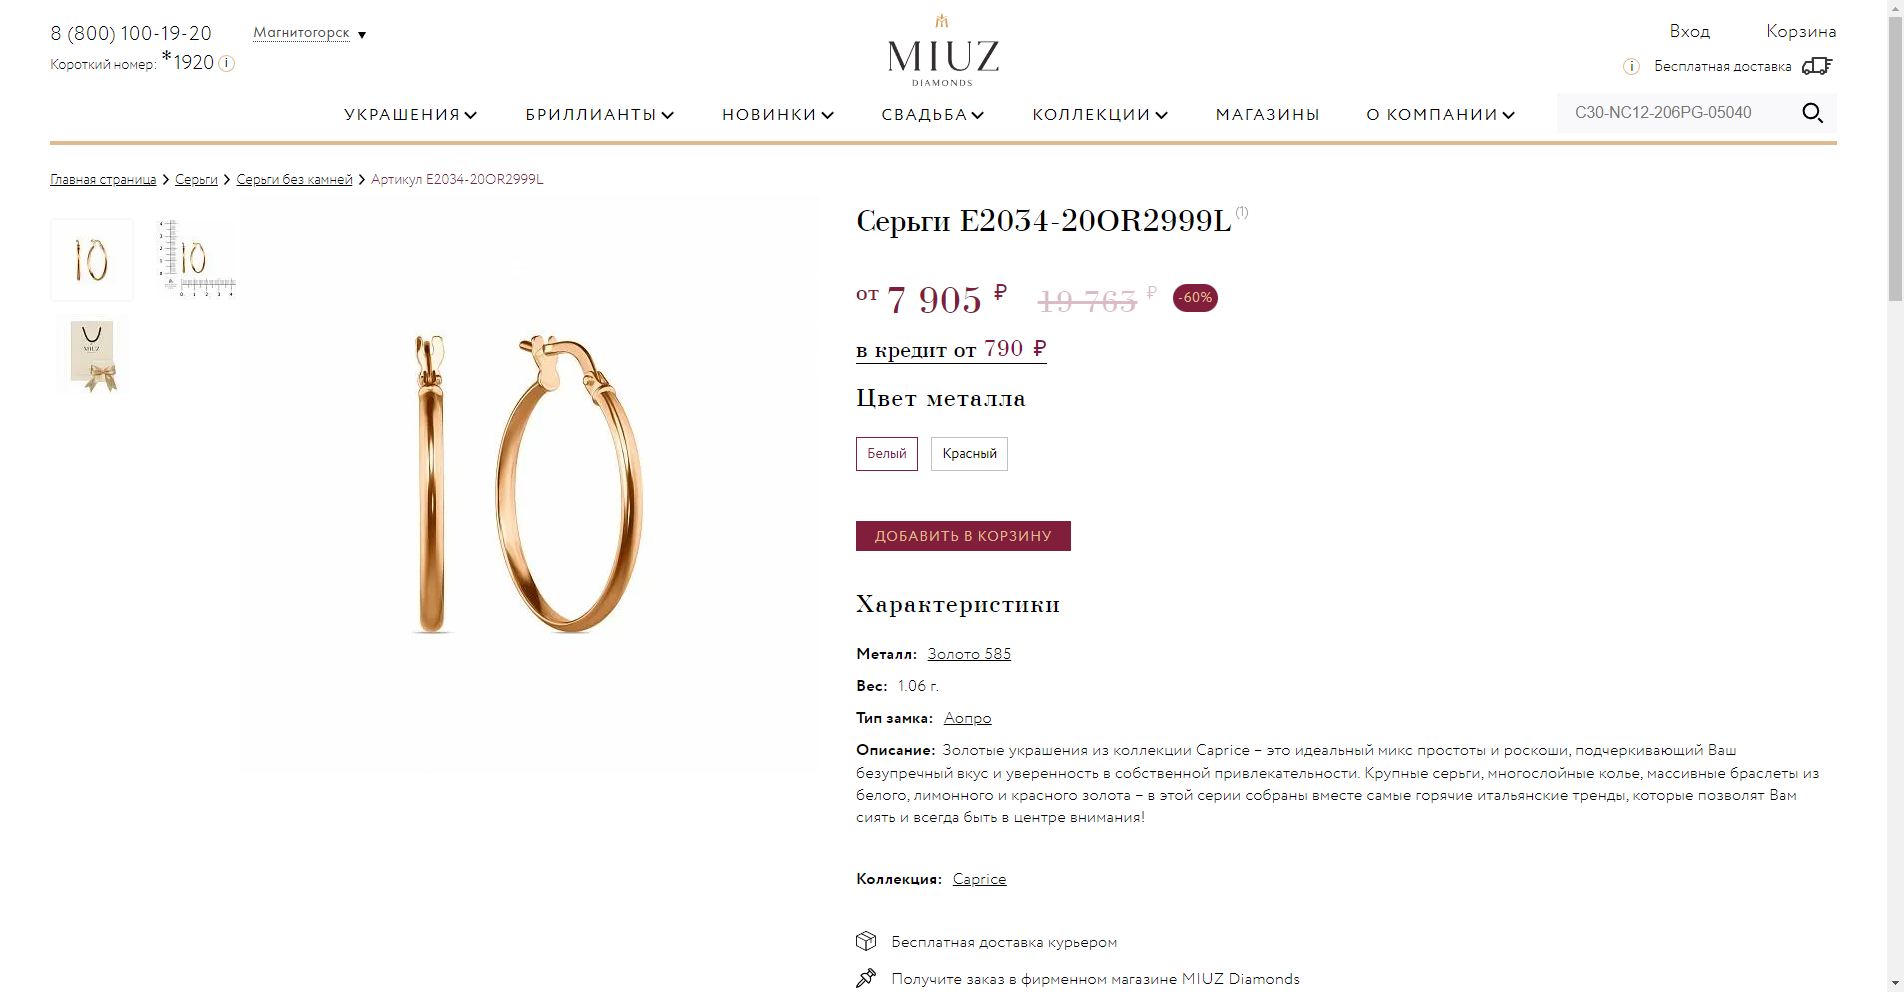 8 (800) 100-19-20
Магнитогорск ▼
Короткий номер: *1920
MIUZ
DIAMONDS
Вход
Корзина
Бесплатная доставка
УКРАШЕНИЯ
БРИЛЛИАНТЫ
НОВИНКИ
СВАДЬБА
КОЛЛЕКЦИИ
МАГАЗИНЫ
О КОМПАНИИ
C30-NC12-206PG-05040
Главная страница > Серьги > Серьги без камней > Артикул E2034-20OR2999L
Серьги E2034-20OR2999L (1)
от 7 905 ₽ 19 763 ₽ -60%
в кредит от 790 ₽
Цвет металла
Белый
Красный
ДОБАВИТЬ В КОРЗИНУ
Характеристики
Металл: Золото 585
Вес: 1.06 г.
Тип замка: Аопро
Описание: Золотые украшения из коллекции Caprice – это идеальный микс простоты и роскоши, подчеркивающий Ваш
безупречный вкус и уверенность в собственной привлекательности. Крупные серьги, многослойные колье, массивные браслеты из
белого, лимонного и красного золота – в этой серии собраны вместе самые горячие итальянские тренды, которые позволят Вам
сиять и всегда быть в центре внимания!
Коллекция: Caprice
Бесплатная доставка курьером
Получите заказ в фирменном магазине MIUZ Diamonds